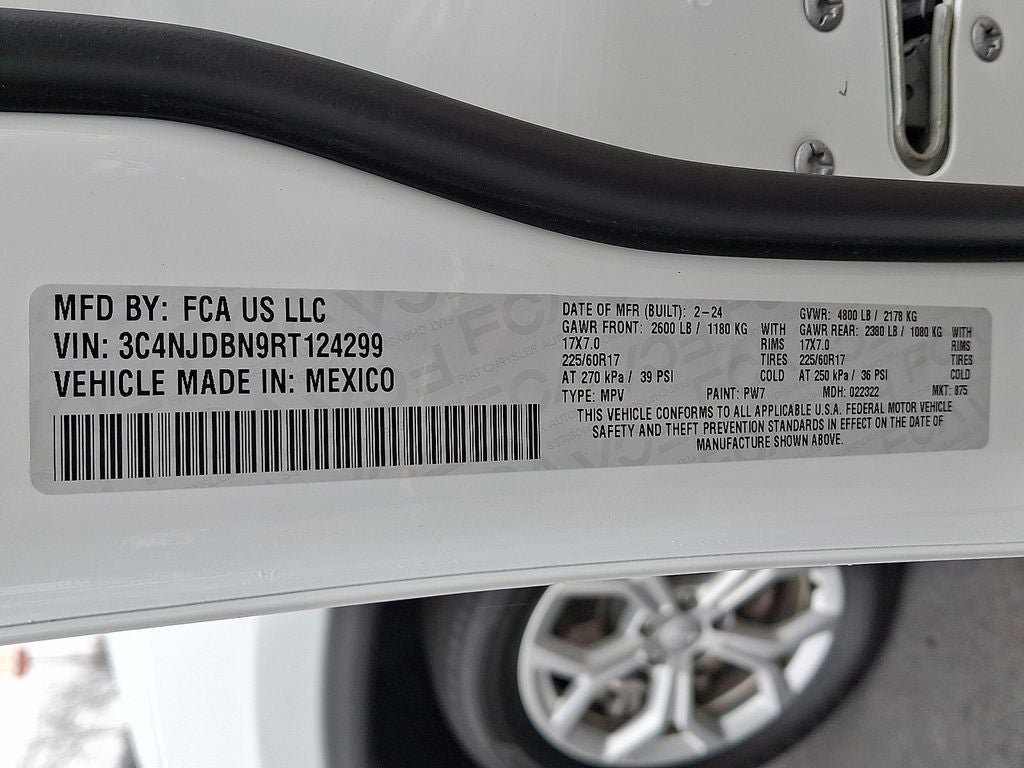 MFD BY: FCA US LLC
VIN: 3C4NJDBN9RT124299
VEHICLE MADE IN: MEXICO
DATE OF MFR (BUILT): 2-24 GVWR: 4800 LB / 2178 KG
GAWR FRONT: 2600 LB / 1180 KG WITH GAWR REAR: 2380 LB / 1080 KG WITH
17X7.0 RIMS 17X7.0 RIMS
225/60R17 TIRES 225/60R17 TIRES
AT 270 kPa / 39 PSI COLD AT 250 kPa / 36 PSI COLD
TYPE: MPV PAINT: PW7 MDH: 022322 MKT: 875
THIS VEHICLE CONFORMS TO ALL APPLICABLE U.S.A. FEDERAL MOTOR VEHICLE
SAFETY AND THEFT PREVENTION STANDARDS IN EFFECT ON THE DATE OF
MANUFACTURE SHOWN ABOVE.